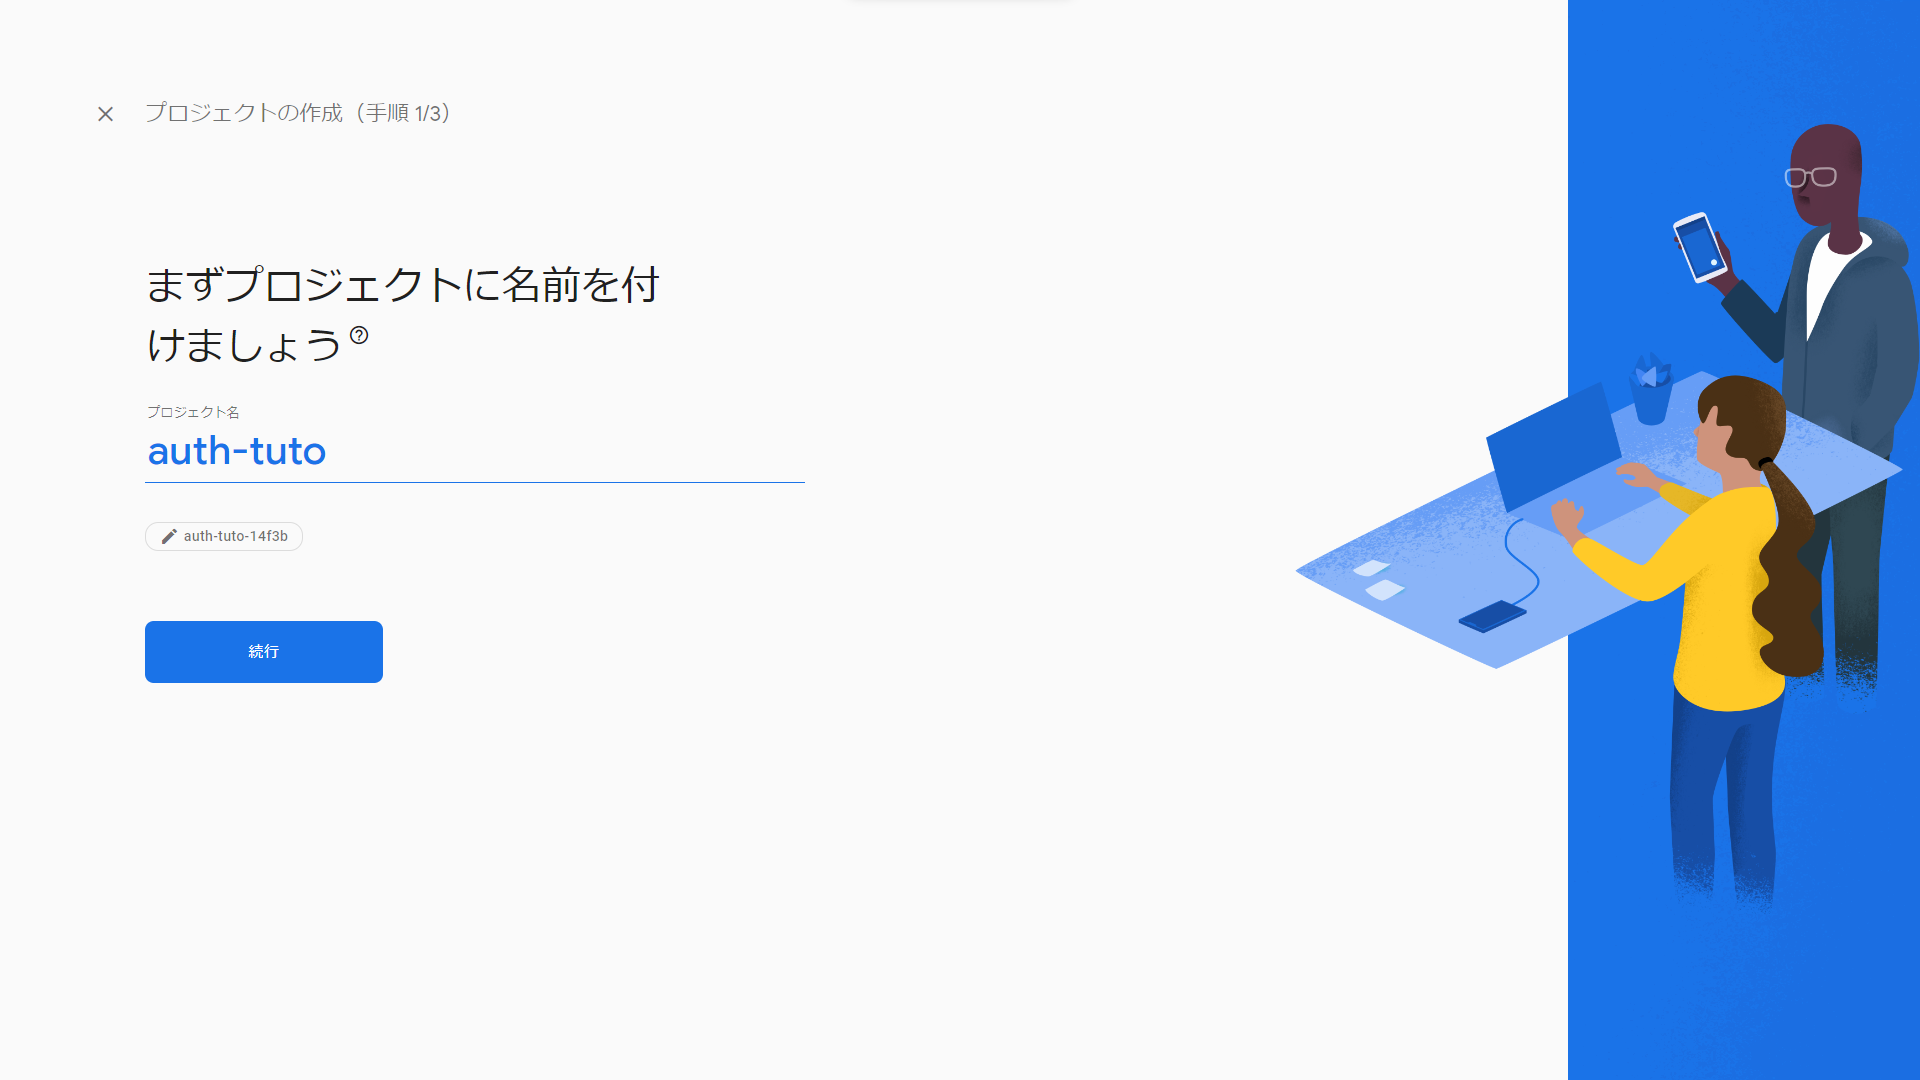 プロジェクトの作成（手順 1/3）
まずプロジェクトに名前を付
けましょう
プロジェクト名
auth-tuto
auth-tuto-14f3b
続行